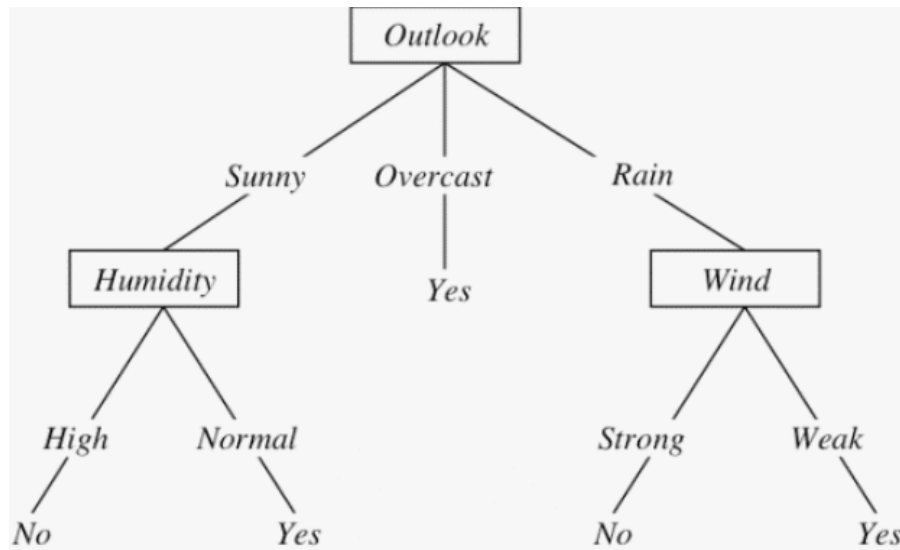 Outlook
Sunny Overcast Rain
Humidity Yes Wind
High Normal Strong Weak
No Yes No Yes